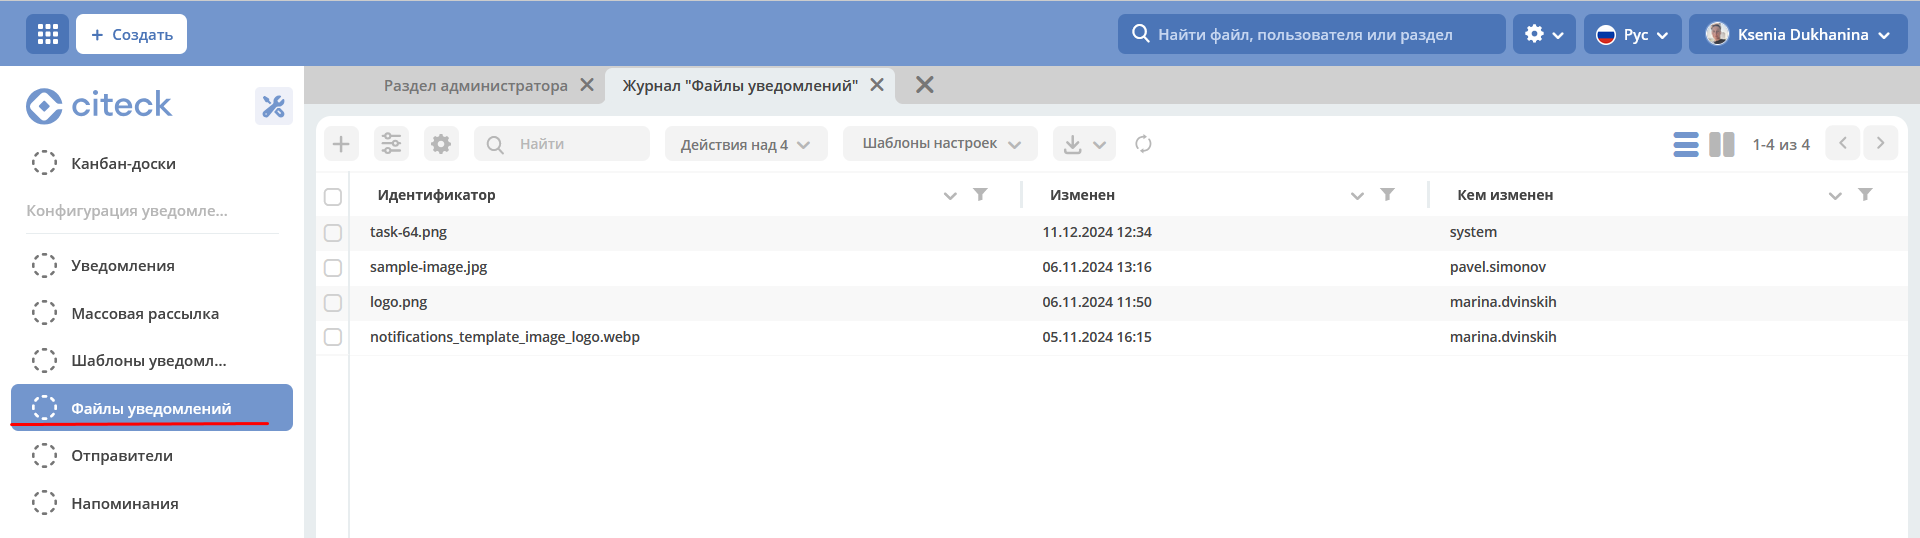 + Создать
Найти файл, пользователя или раздел
Рус
Ksenia Dukhanina
citeck
Канбан-доски
Конфигурация уведомле...
Уведомления
Массовая рассылка
Шаблоны уведомл...
Файлы уведомлений
Отправители
Напоминания
Раздел администратора
Журнал "Файлы уведомлений"
Найти
Действия над 4
Шаблоны настроек
1-4 из 4
Идентификатор Изменен Кем изменен
task-64.png 11.12.2024 12:34 system
sample-image.jpg 06.11.2024 13:16 pavel.simonov
logo.png 06.11.2024 11:50 marina.dvinskih
notifications_template_image_logo.webp 05.11.2024 16:15 marina.dvinskih